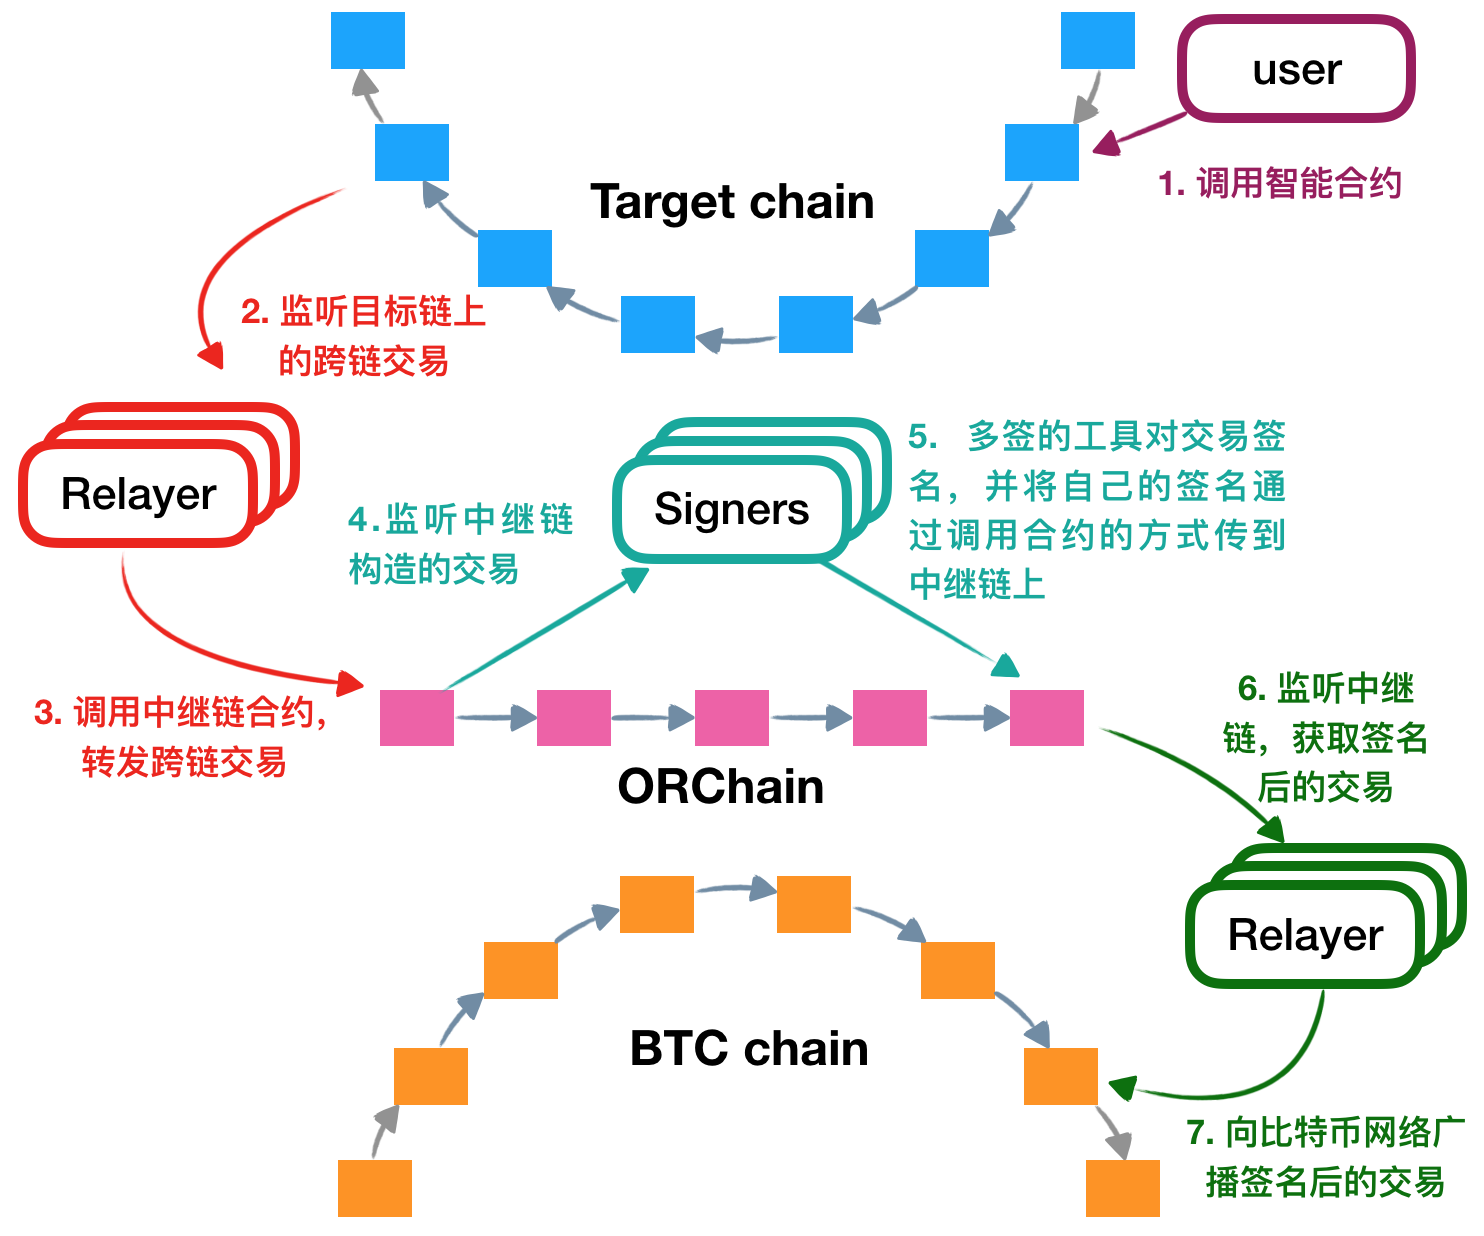 user
1. 调用智能合约
Target chain
2. 监听目标链上
的跨链交易
Relayer
4.监听中继链
构造的交易
Signers
5. 多签的工具对交易签
名，并将自己的签名通
过调用合约的方式传到
中继链上
3. 调用中继链合约，
转发跨链交易
ORChain
6. 监听中继
链，获取签名
后的交易
Relayer
BTC chain
7. 向比特币网络广
播签名后的交易